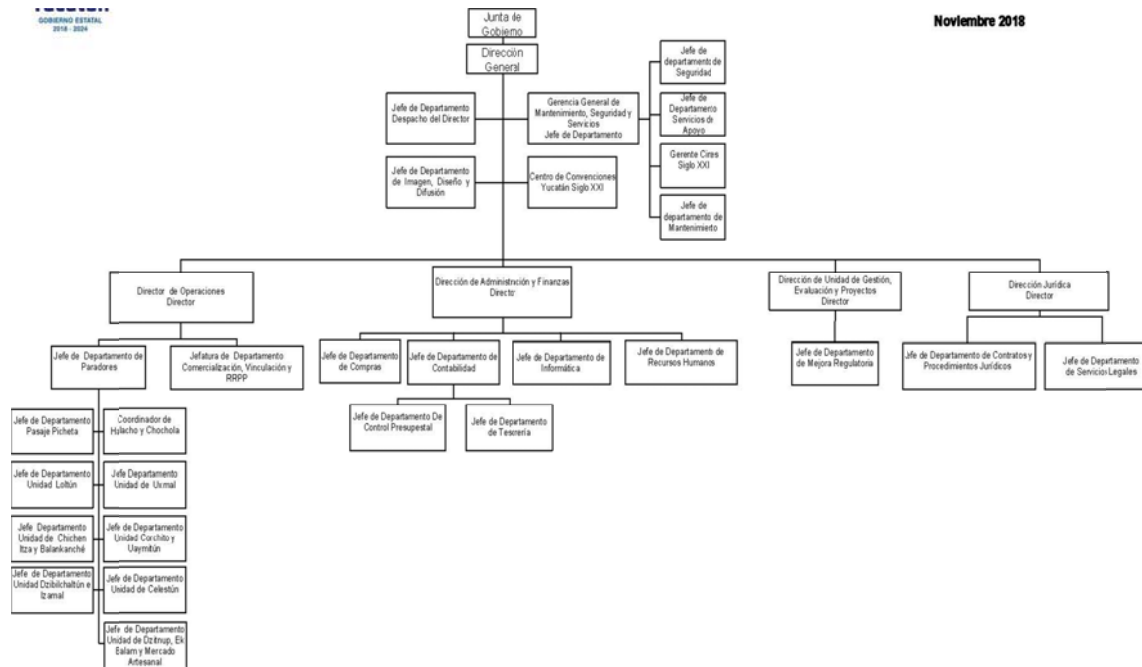 Yucatán
GOBIERNO ESTATAL
2018 - 2024
Noviembre 2018
Junta de
Gobierno
Dirección
General
Jefe de Departamento
Despacho del Director
Gerencia General de
Mantenimiento, Seguridad y
Servicios
Jefe de Departamento
Jefe de
departamento de
Seguridad
Jefe de
Departamento
Servicios de
Apoyo
Gerente Cires
Siglo XXI
Jefe de
departamento de
Mantenimiento
Jefe de Departamento
de Imagen, Diseño y
Difusión
Centro de Convenciones
Yucatán Siglo XXI
Director de Operaciones
Director
Dirección de Administración y Finanzas
Director
Dirección de Unidad de Gestión,
Evaluación y Proyectos
Director
Dirección Jurídica
Director
Jefe de Departamento de
Paradores
Jefatura de Departamento
Comercialización, Vinculación y
RRPP
Jefe de Departamento
de Compras
Jefe de Departamento de
Contabilidad
Jefe de Departamento de
Informática
Jefe de Departamento de
Recursos Humanos
Jefe de Departamento
de Mejora Regulatoria
Jefe de Departamento de Contratos y
Procedimientos Jurídicos
Jefe de Departamento
de Servicios Legales
Jefe de Departamento De
Control Presupestal
Jefe de Departamento
de Tesorería
Jefe de Departamento
Pasaje Picheta
Coordinador de
Halacho y Chochola
Jefe de Departamento
Unidad Loltún
Jefe Departamento
Unidad de Uxmal
Jefe Departamento
Unidad de Chichen
Itza y Balankanché
Jefe de Departamento
Unidad Corchito y
Uaymitún
Jefe de Departamento
Unidad Dzibilchaltún e
Izamal
Jefe de Departamento
Unidad de Celestún
Jefe de Departamento
Unidad de Dzitnup, Ek
Balam y Mercado
Artesanal